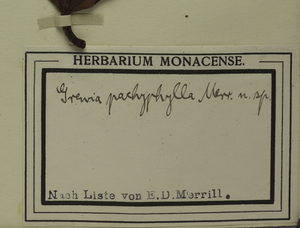 HERBARIUM MONACENSE.
Grewia pachyphylla Merr. n. sp
Nach Liste von E.D.Merrill.